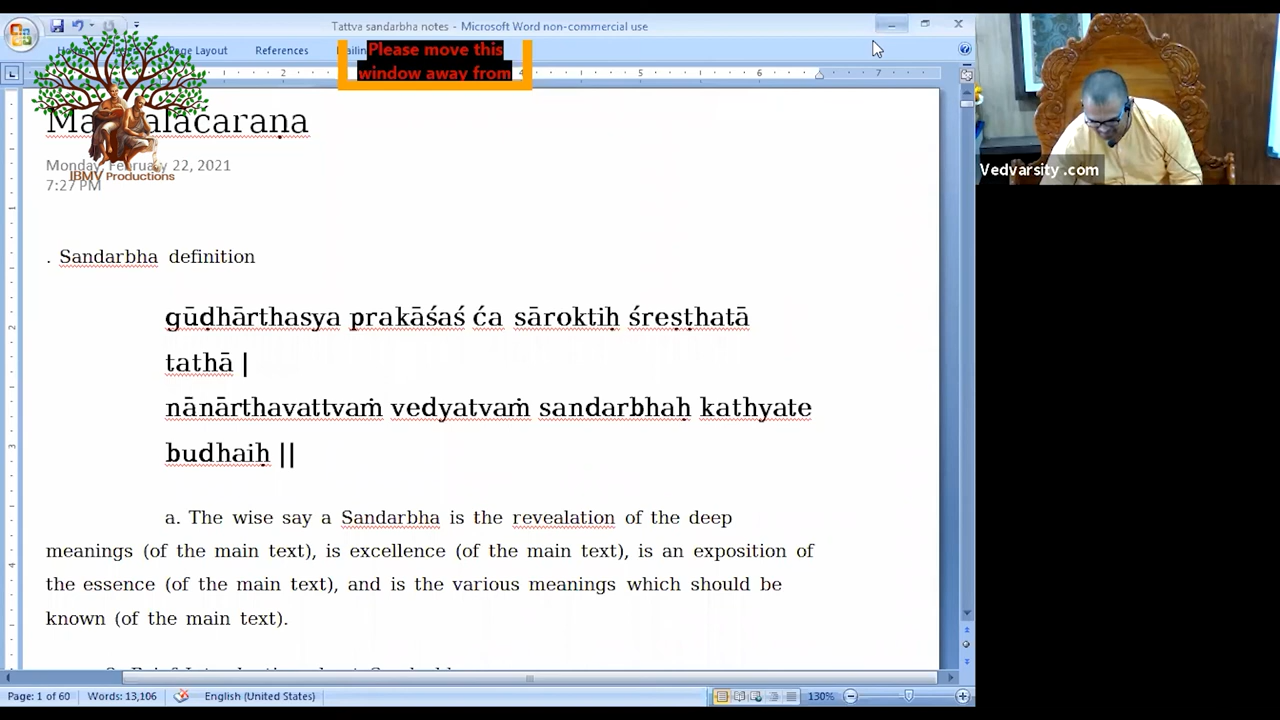 Tattva sandarbha notes - Microsoft Word non-commercial use
Page Layout
References
Please move this
window away from
2
6
7
Monday, February 22, 2021
7:27 PM
JBMV Productions
. Sandarbha definition
gūḍhārthasya prakāśaś ća sāroktiḥ śreṣṭhatā
tathā |
nānārthavattvaṁ vedyatvaṁ sandarbhaḥ kathyate
budhaiḥ ||
a. The wise say a Sandarbha is the revealation of the deep
meanings (of the main text), is excellence (of the main text), is an exposition of
the essence (of the main text), and is the various meanings which should be
known (of the main text).
Page: 1 of 60
Words: 13,106
English (United States)
130%
Vedvarsity .com